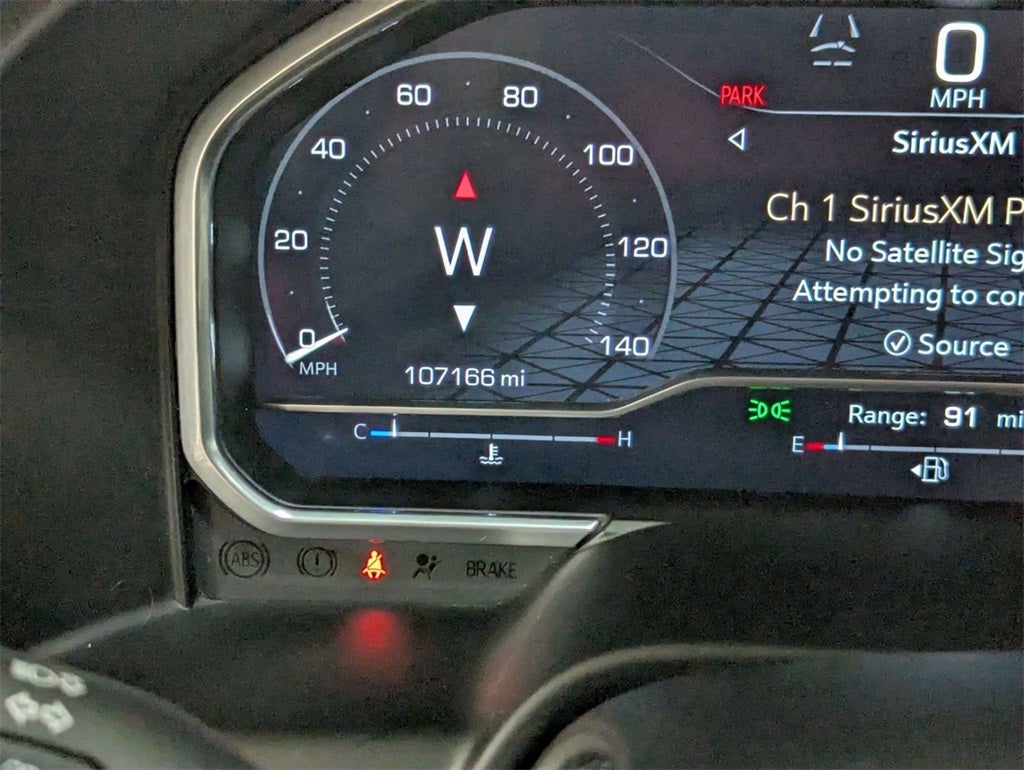 60 80
40 100
20 120
0 140
MPH
W
107166 mi
C H
PARK
0
MPH
SiriusXM
Ch 1 SiriusXM P
No Satellite Sig
Attempting to con
Source
Range: 91 mi
E
ABS
BRAKE